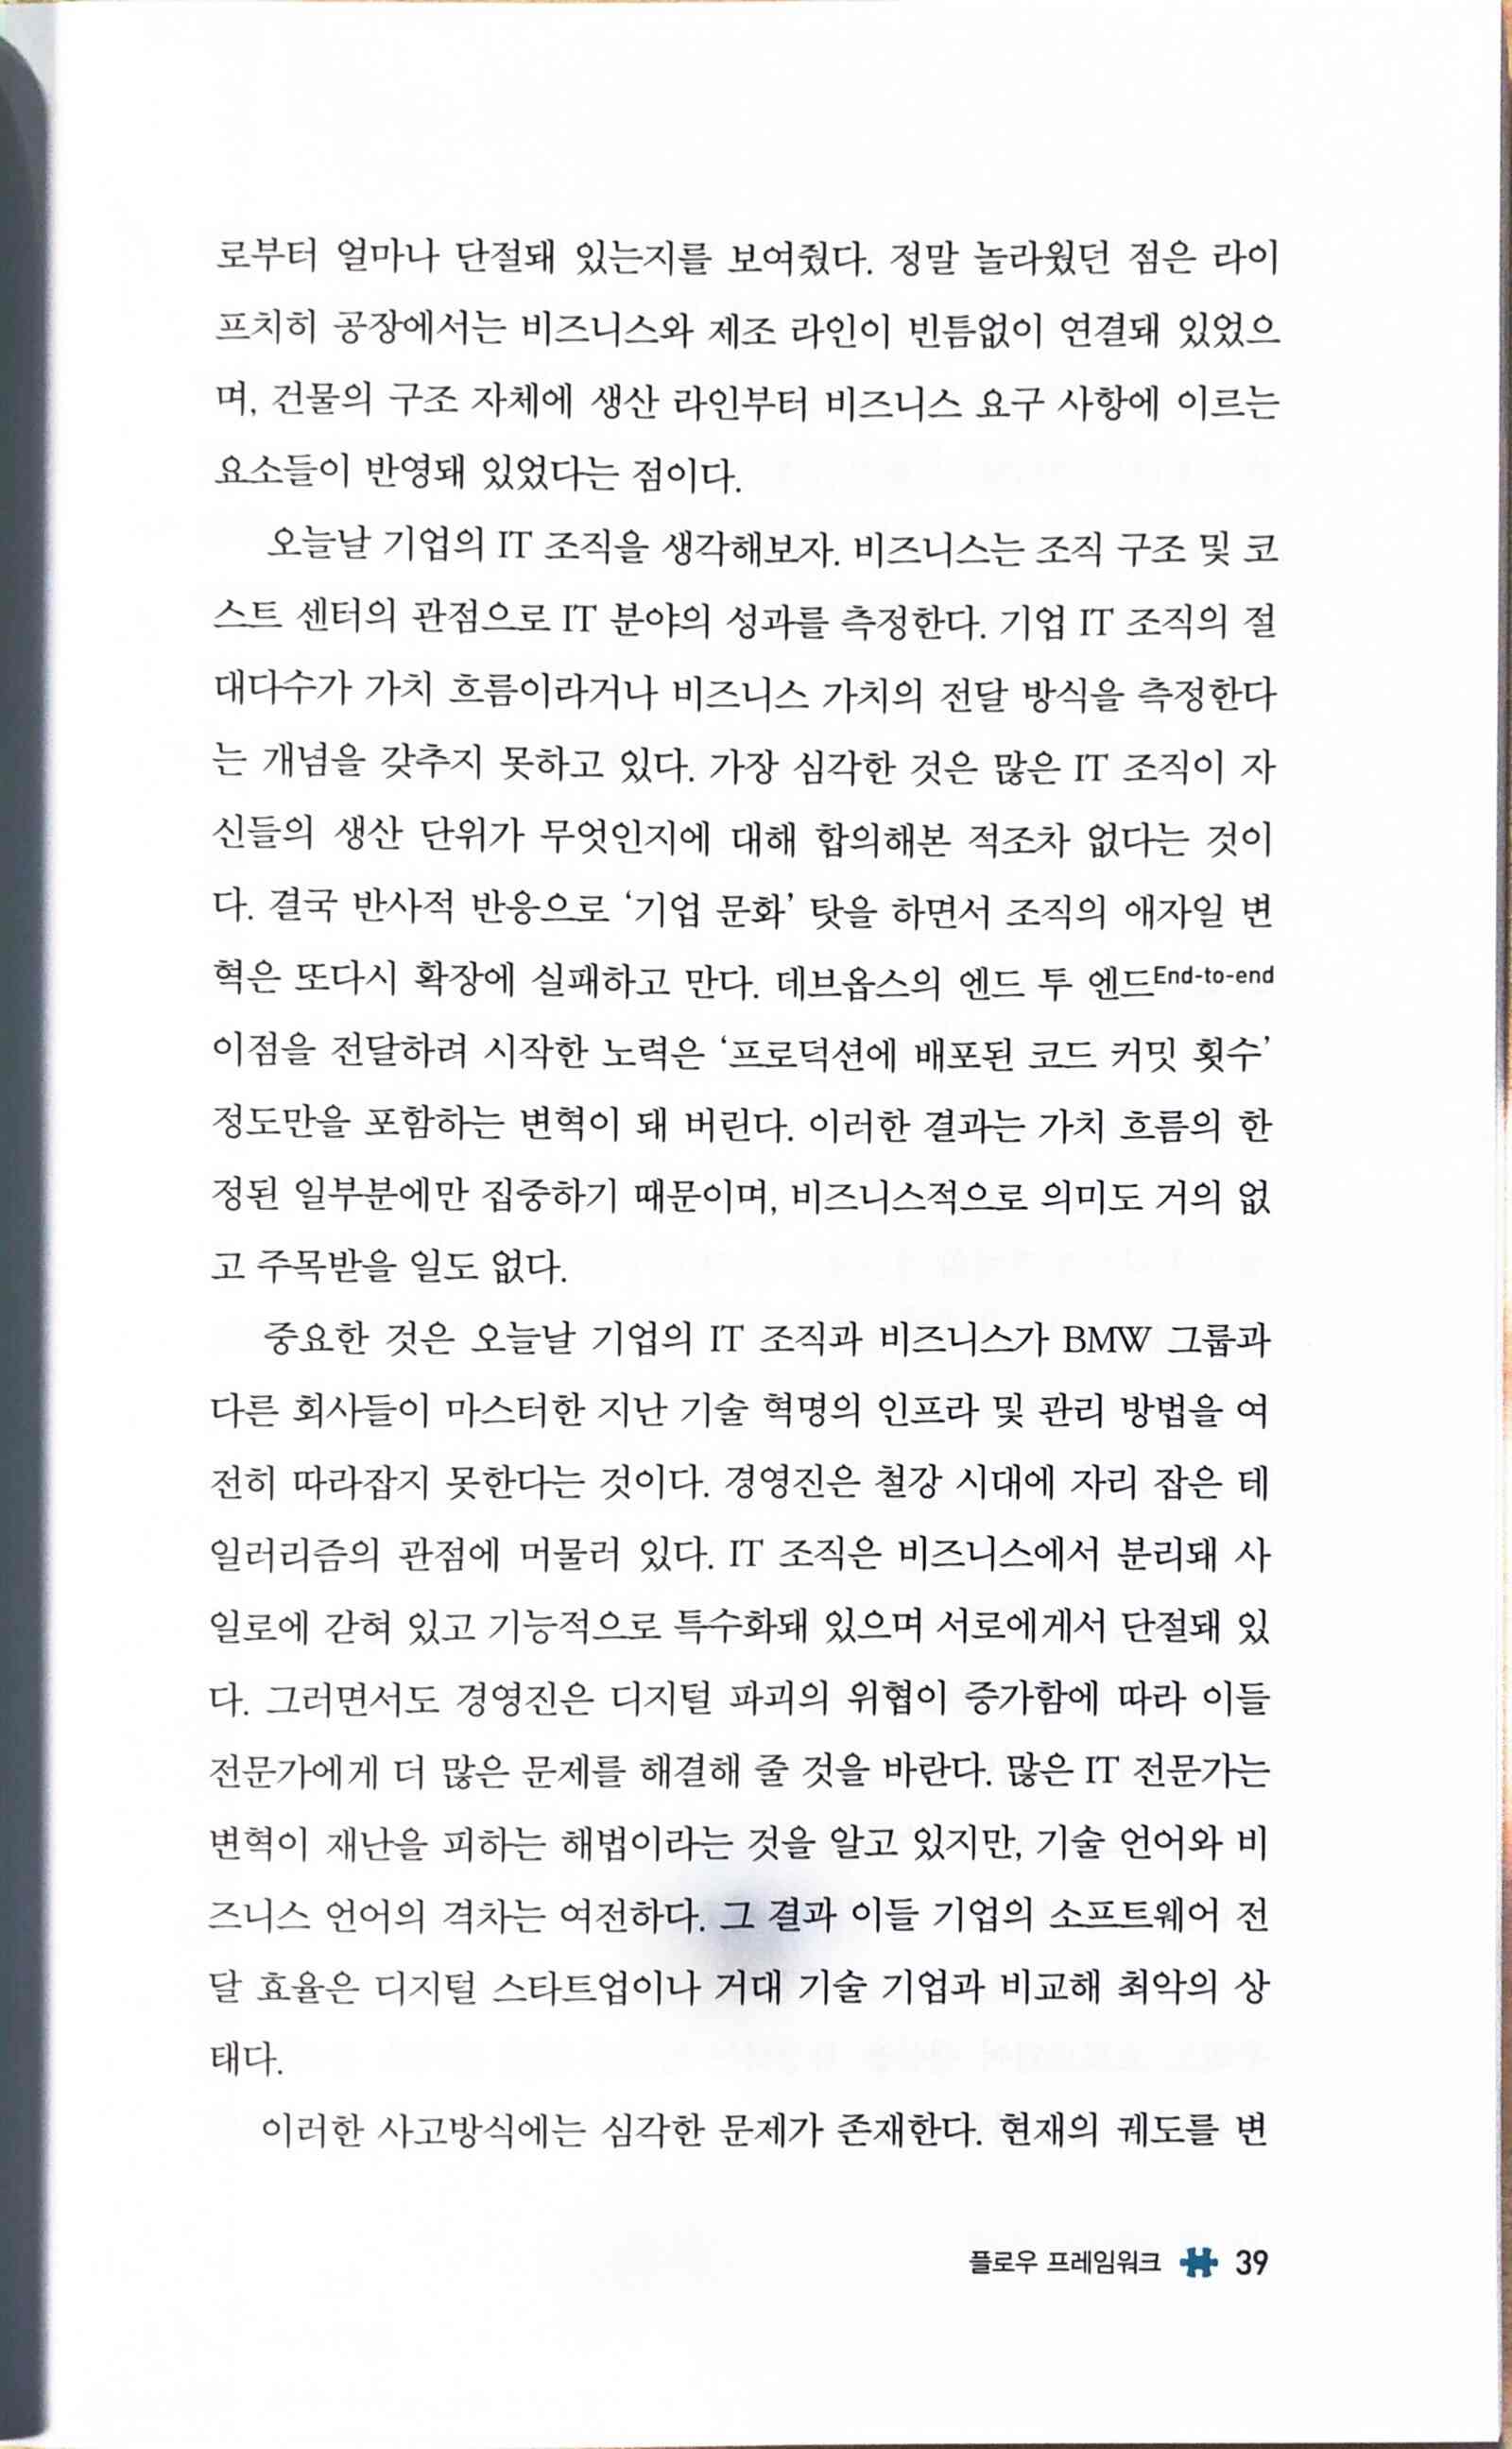 로부터 얼마나 단절돼 있는지를 보여줬다. 정말 놀라웠던 점은 라이
프치히 공장에서는 비즈니스와 제조 라인이 빈틈없이 연결돼 있었으
며, 건물의 구조 자체에 생산 라인부터 비즈니스 요구 사항에 이르는
요소들이 반영돼 있었다는 점이다.
오늘날 기업의 IT 조직을 생각해보자. 비즈니스는 조직 구조 및 코
스트 센터의 관점으로 IT 분야의 성과를 측정한다. 기업 IT 조직의 절
대다수가 가치 흐름이라거나 비즈니스 가치의 전달 방식을 측정한다
는 개념을 갖추지 못하고 있다. 가장 심각한 것은 많은 IT 조직이 자
신들의 생산 단위가 무엇인지에 대해 합의해본 적조차 없다는 것이
다. 결국 반사적 반응으로 ‘기업 문화’ 탓을 하면서 조직의 애자일 변
혁은 또다시 확장에 실패하고 만다. 데브옵스의 엔드 투 엔드End-to-end
이점을 전달하려 시작한 노력은 ‘프로덕션에 배포된 코드 커밋 횟수’
정도만을 포함하는 변혁이 돼 버린다. 이러한 결과는 가치 흐름의 한
정된 일부분에만 집중하기 때문이며, 비즈니스적으로 의미도 거의 없
고 주목받을 일도 없다.
중요한 것은 오늘날 기업의 IT 조직과 비즈니스가 BMW 그룹과
다른 회사들이 마스터한 지난 기술 혁명의 인프라 및 관리 방법을 여
전히 따라잡지 못한다는 것이다. 경영진은 철강 시대에 자리 잡은 테
일러리즘의 관점에 머물러 있다. IT 조직은 비즈니스에서 분리돼 사
일로에 갇혀 있고 기능적으로 특수화돼 있으며 서로에게서 단절돼 있
다. 그러면서도 경영진은 디지털 파괴의 위협이 증가함에 따라 이들
전문가에게 더 많은 문제를 해결해 줄 것을 바란다. 많은 IT 전문가는
변혁이 재난을 피하는 해법이라는 것을 알고 있지만, 기술 언어와 비
즈니스 언어의 격차는 여전하다. 그 결과 이들 기업의 소프트웨어 전
달 효율은 디지털 스타트업이나 거대 기술 기업과 비교해 최악의 상
태다.
이러한 사고방식에는 심각한 문제가 존재한다. 현재의 궤도를 변
플로우 프레임워크 39